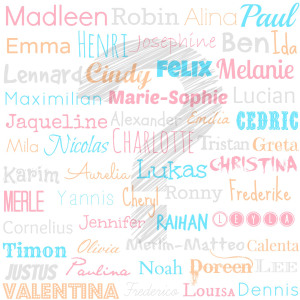 Madleen Robin Alina Paul
Emma HENRI Josephine Ben Ida
Lennard Cindy FELIX Melanie
Maximilian Marie-Sophie Lucian
Jaqueline Alexander Emilia CEDRIC
Mila Nicolas CHARLOTTE Tristan Greta
Karim Aurelia Lukas CHRISTINA
MERLE Yannis Cheryl Ronny Frederike
Cornelius Jennifer RAIHAN LEYLA
Timon Olivia Metim-Matteo Calenta
JUSTUS Paulina Noah Doreen LEE
VALENTINA Frederico Louisa Dennis